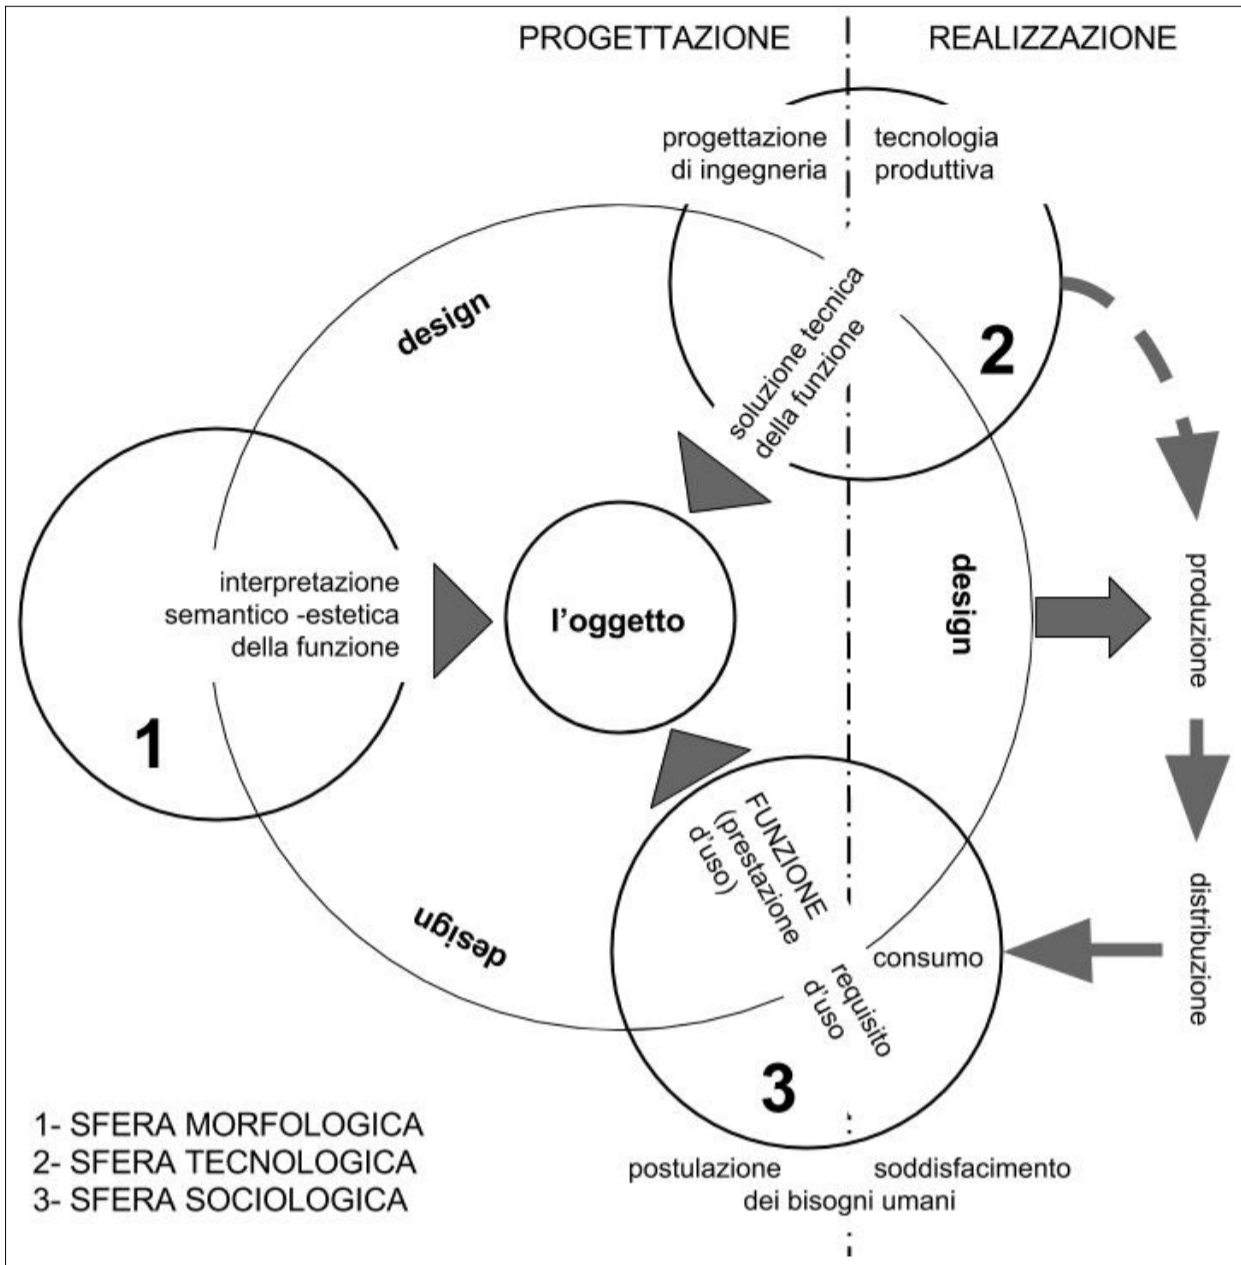 PROGETTAZIONE
REALIZZAZIONE
progettazione
di ingegneria
tecnologia
produttiva
design
soluzione tecnica
della funzione
2
interpretazione
semantico -estetica
della funzione
1
l'oggetto
design
produzione
FUNZIONE
(prestazione
d'uso)
requisito
d'uso
consumo
distribuzione
design
3
1- SFERA MORFOLOGICA
2- SFERA TECNOLOGICA
3- SFERA SOCIOLOGICA
postulazione
soddisfacimento
dei bisogni umani